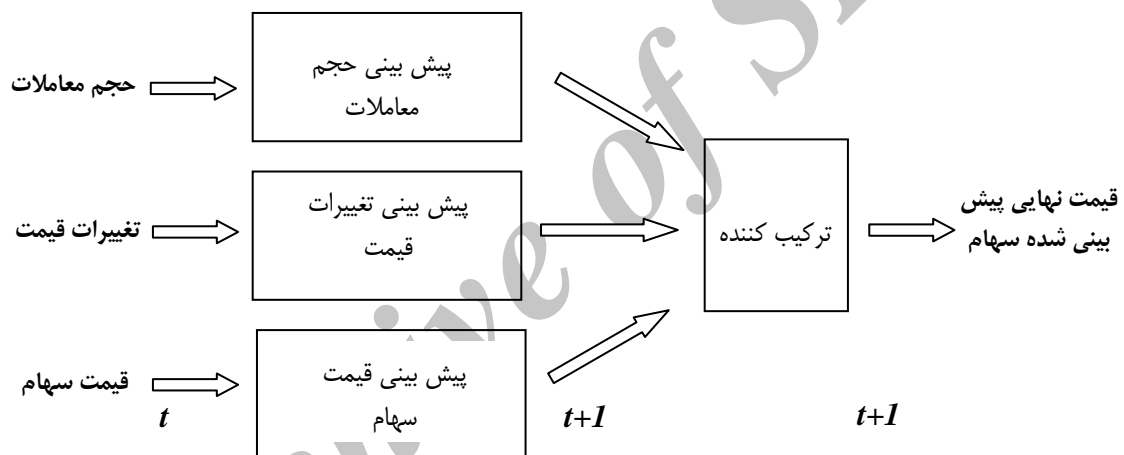 حجم معاملات
پیش بینی حجم
معاملات
تغییرات قیمت
پیش بینی تغییرات
قیمت
ترکیب کننده
قیمت نهایی پیش
بینی شده سهام
قیمت سهام
پیش بینی قیمت
سهام
t
t+1
t+1